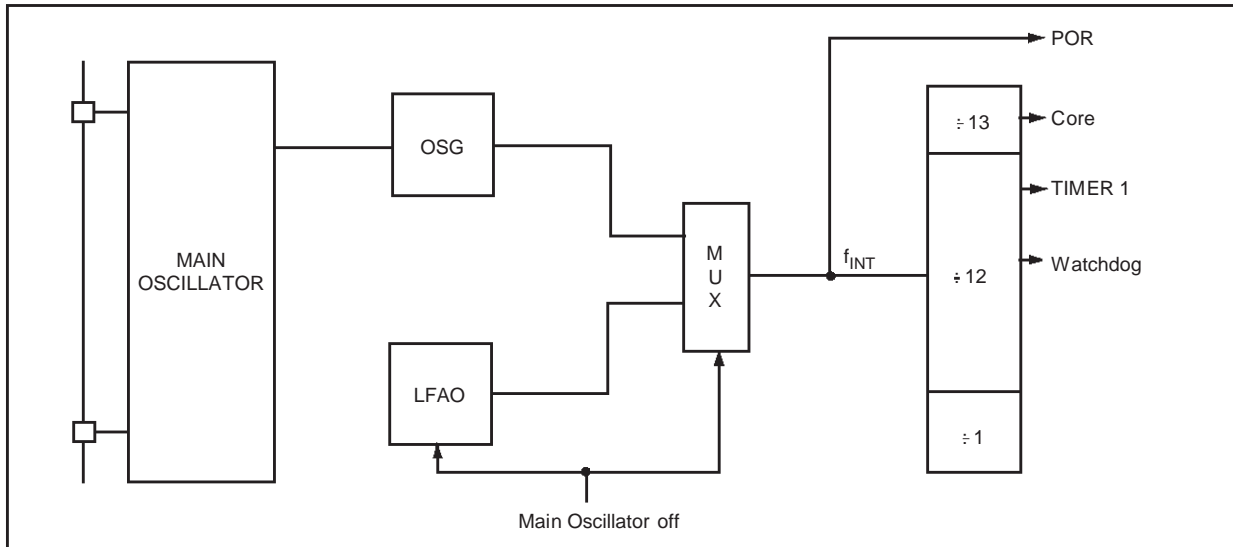 POR
÷13
Core
OSG
TIMER 1
MAIN
OSCILLATOR
M
U
X
fINT
÷12
Watchdog
LFAO
÷1
Main Oscillator off